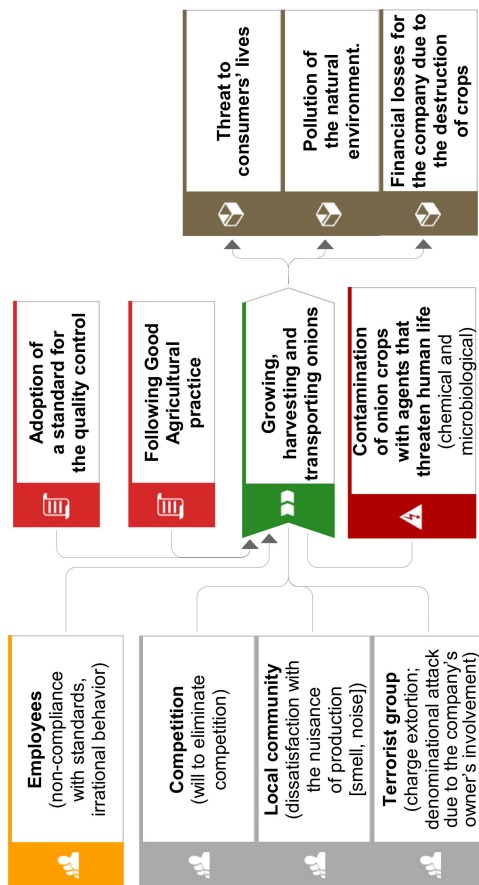 Employees
(non-compliance
with standards,
irrational behavior)
Competition
(will to eliminate
competition)
Local community
(dissatisfaction with
the nuisance
of production
[smell, noise])
Terrorist group
(charge extortion;
denominational attack
due to the company's
owner's involvement)
Adoption of
a standard for
the quality control
Following Good
Agricultural
practice
Growing,
harvesting and
transporting onions
Contamination
of onion crops
with agents that
threaten human life
(chemical and
microbiological)
Threat to
consumers' lives
Pollution of
the natural
environment.
Financial losses for
the company due to
the destruction
of crops